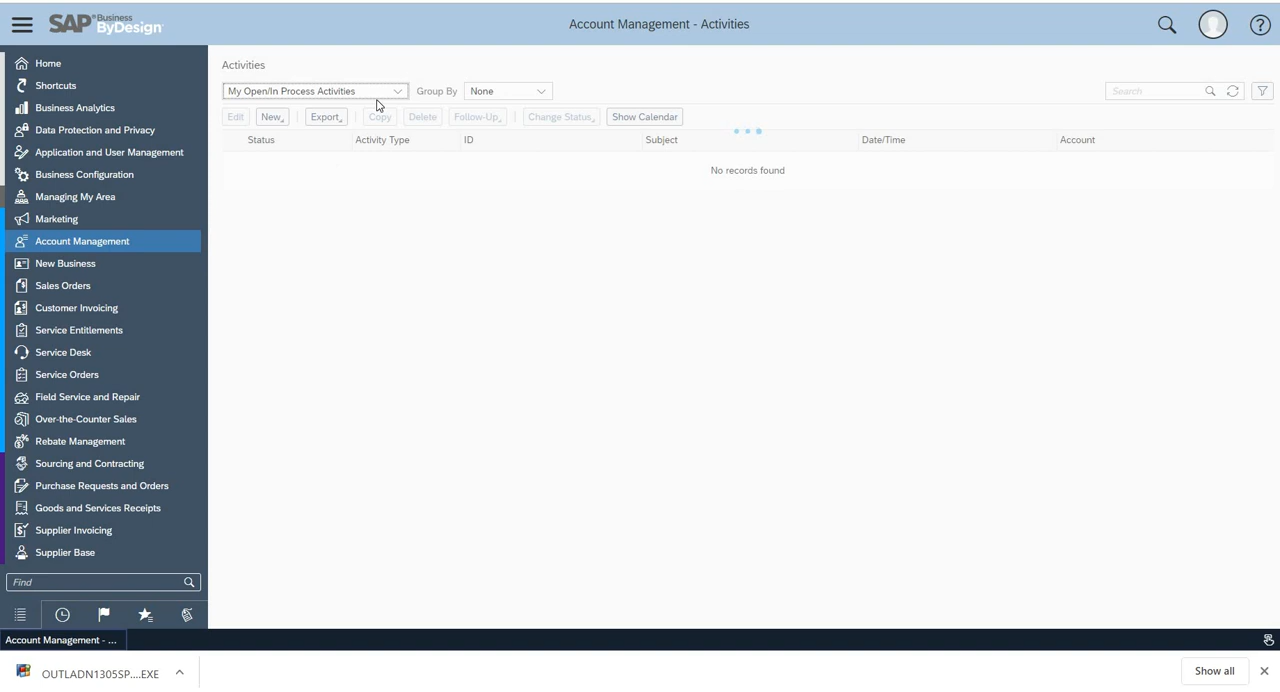 SAP Business ByDesign
Account Management - Activities
Home
Shortcuts
Business Analytics
Data Protection and Privacy
Application and User Management
Business Configuration
Managing My Area
Marketing
Account Management
New Business
Sales Orders
Customer Invoicing
Service Entitlements
Service Desk
Service Orders
Field Service and Repair
Over-the-Counter Sales
Rebate Management
Sourcing and Contracting
Purchase Requests and Orders
Goods and Services Receipts
Supplier Invoicing
Supplier Base
Find
Activities
My Open/In Process Activities Group By None Search
Edit New Export Copy Delete Follow-Up Change Status Show Calendar
Status Activity Type ID Subject Date/Time Account
No records found
Account Management - ...
OUTLADN1305SP....EXE Show all